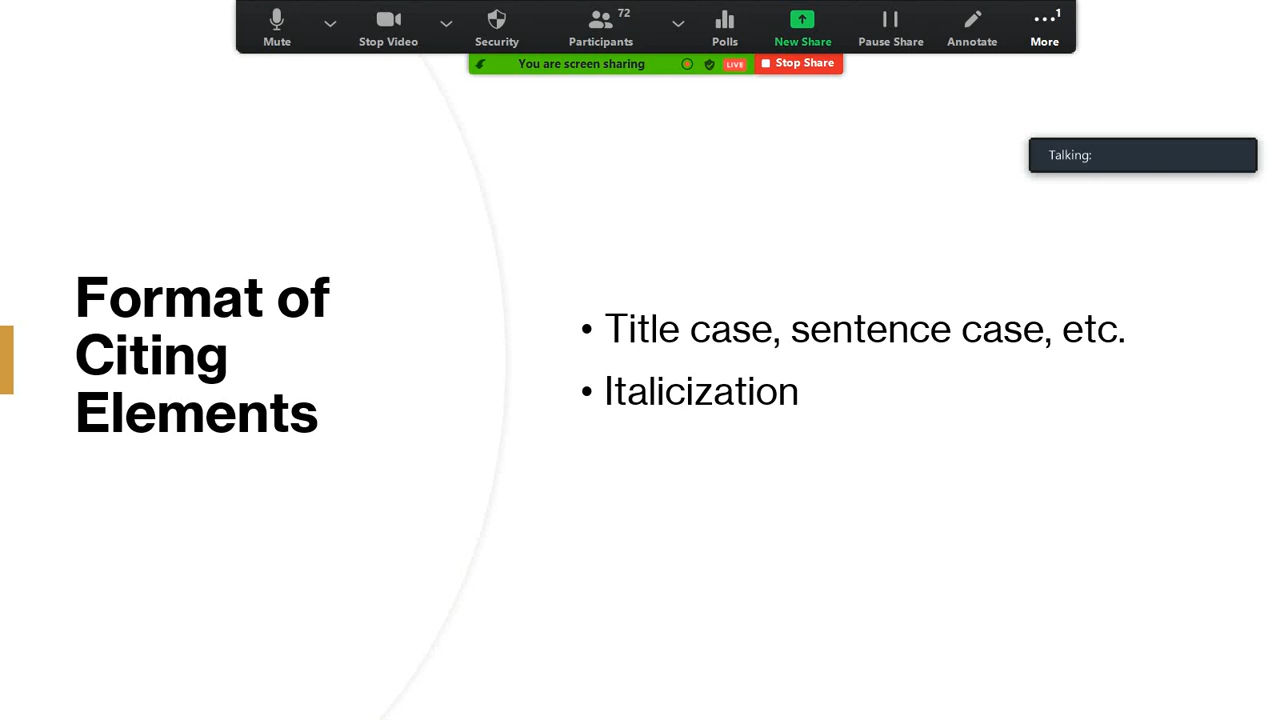 72
1
Mute Stop Video Security Participants Polls New Share Pause Share Annotate More
You are screen sharing LIVE Stop Share
Talking:
Format of
Citing
Elements
• Title case, sentence case, etc.
• Italicization